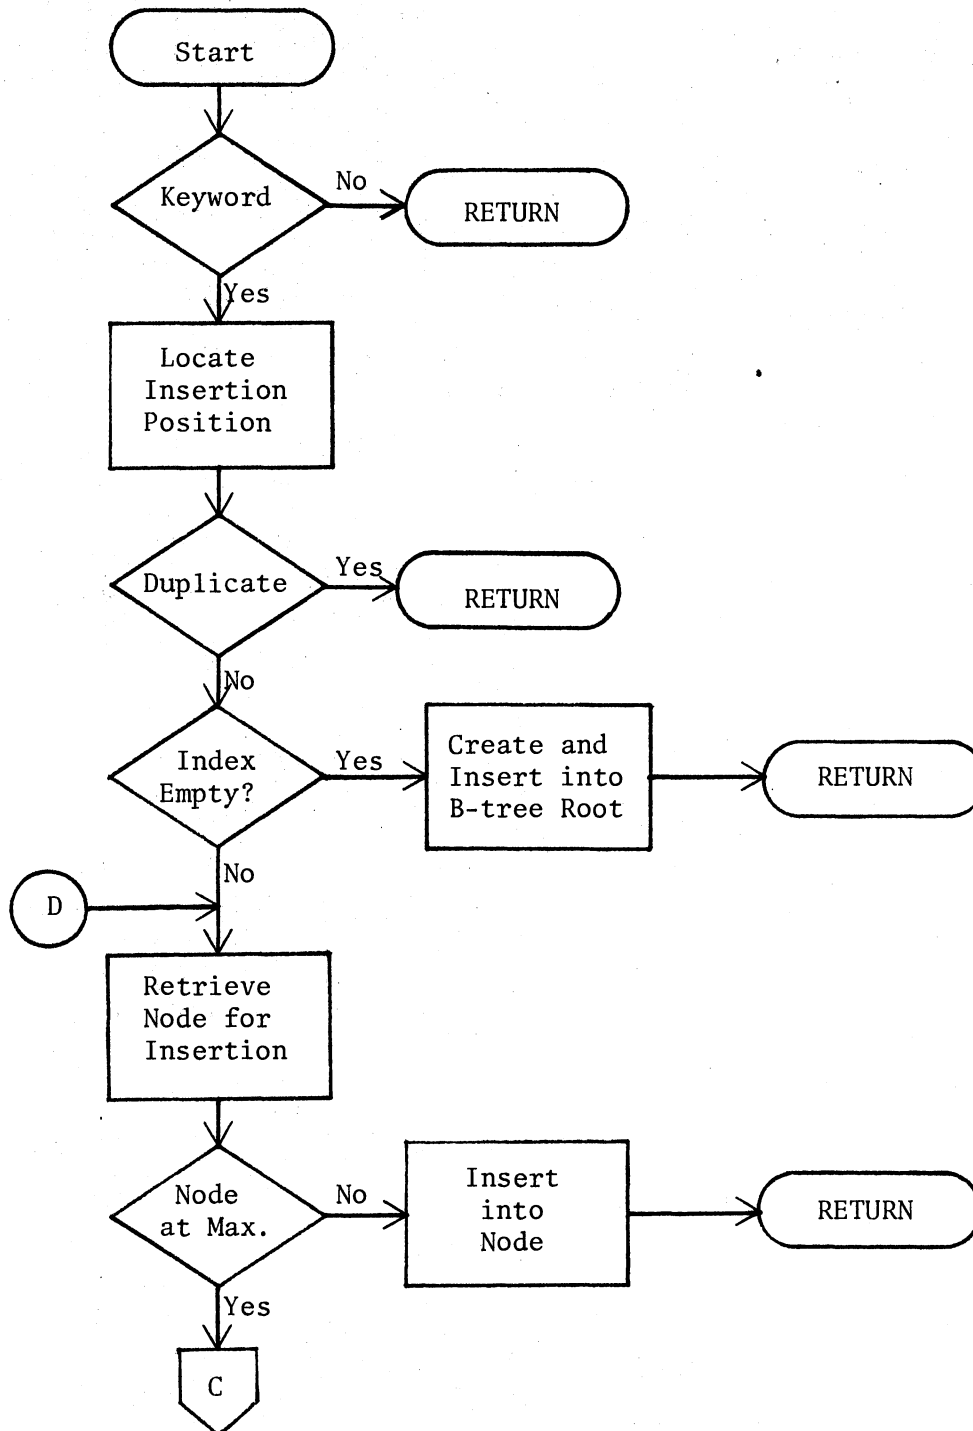 Start
Keyword
No
RETURN
Yes
Locate
Insertion
Position
Duplicate
Yes
RETURN
No
Index
Empty?
Yes
Create and
Insert into
B-tree Root
RETURN
No
D
Retrieve
Node for
Insertion
Node
at Max.
No
Insert
into
Node
RETURN
Yes
C